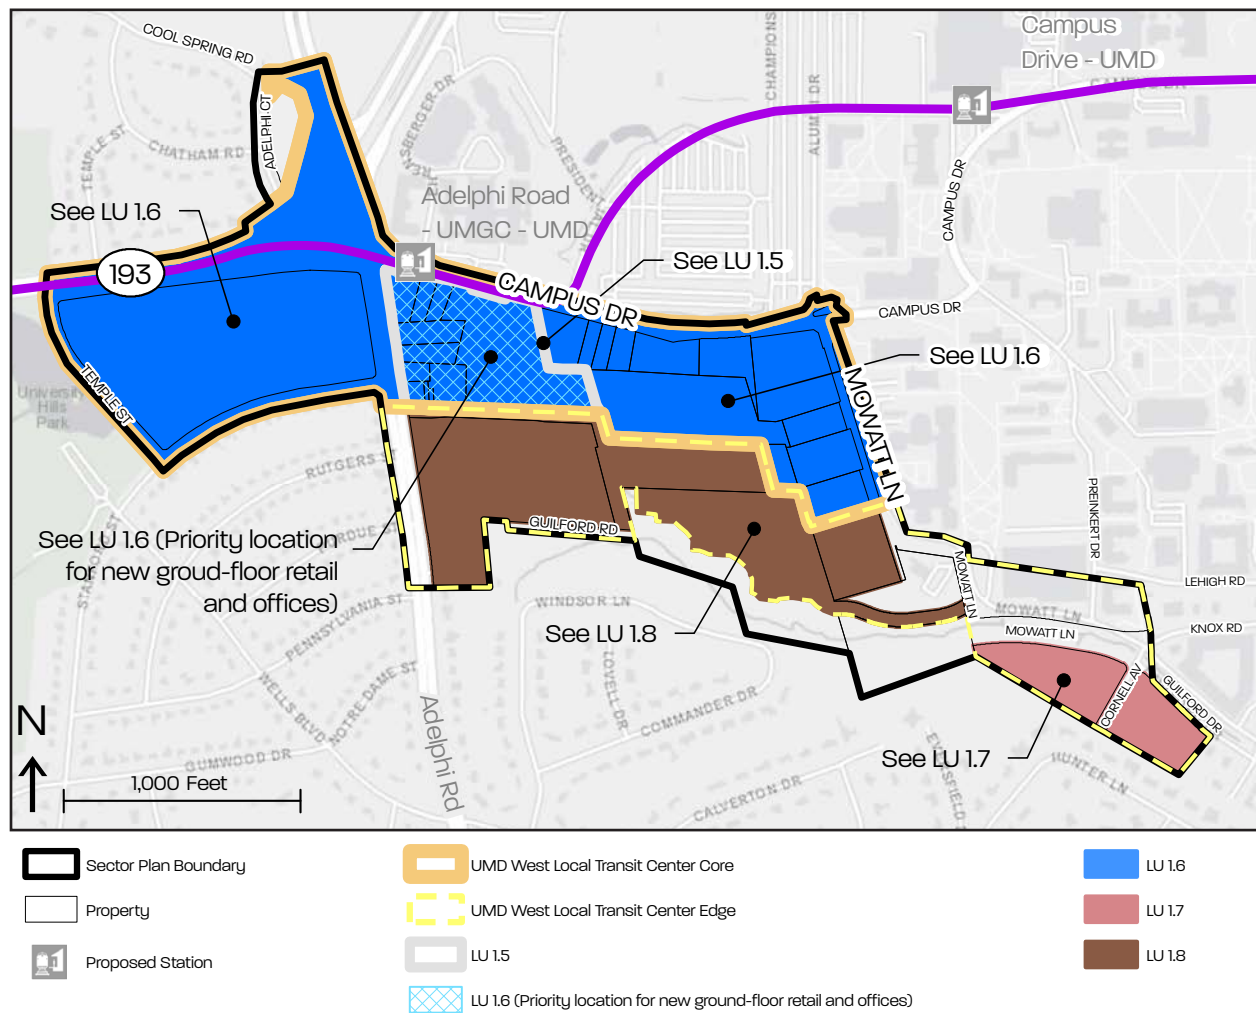 COOL SPRING RD
Campus
Drive - UMD
CAMPUS DR
CHAMPIONS
ALUMNI DR
ADELPHI CT
TEMPLE ST
CHATHAM RD
PRESIDENTIAL DR
CAMPUS DR
See LU 1.6
Adelphi Road
- UMGC - UMD
193
See LU 1.5
CAMPUS DR
CAMPUS DR
See LU 1.6
MOWATT LN
TEMPLE ST
University
Hills
Park
RUTGERS ST
PREINKERT DR
GUILFORD RD
See LU 1.6 (Priority location
for new groud-floor retail
and offices)
PURDUE ST
STANFORD ST
MOWATT LN
LEHIGH RD
WINDSOR LN
MOWATT LN
KNOX RD
MOWATT LN
See LU 1.8
PENNSYLVANIA ST
LOVELL DR
NOTRE-DAME ST
WELLS BLVD
COMMANDER DR
CORNELL AV
GUILFORD DR
N
Adelphi Rd
See LU 1.7
GUMWOOD DR
HUNTER LN
1,000 Feet
CALVERTON DR
Sector Plan Boundary
UMD West Local Transit Center Core
LU 1.6
Property
UMD West Local Transit Center Edge
LU 1.7
Proposed Station
LU 1.5
LU 1.8
LU 1.6 (Priority location for new ground-floor retail and offices)